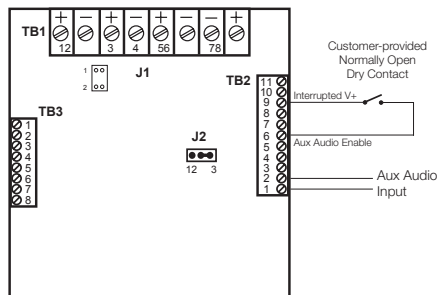 + − + − + − − +
TB1
12 3 4 56 78
Customer-provided
Normally Open
Dry Contact
1
2
J1
TB2
11
10
9
8
7
6
5
4
3
2
1
Interrupted V+
Aux Audio Enable
TB3
1
2
3
4
5
6
7
8
J2
12 3
Aux Audio
Input